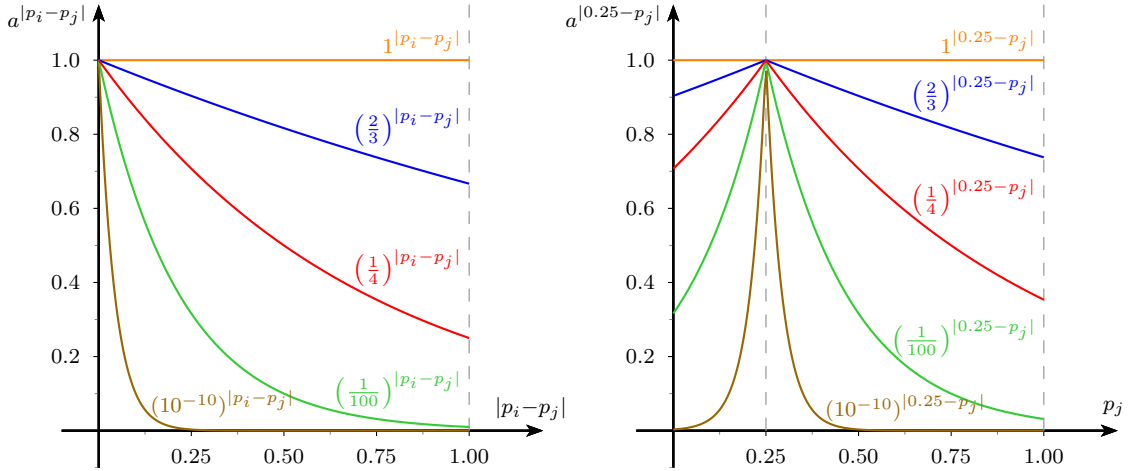 a^{|p_i−p_j|}
1.0
0.8
0.6
0.4
0.2
1^{|p_i−p_j|}
(2/3)^{|p_i−p_j|}
(1/4)^{|p_i−p_j|}
(1/100)^{|p_i−p_j|}
(10^{−10})^{|p_i−p_j|}
|p_i−p_j|
0.25 0.50 0.75 1.00
a^{|0.25−p_j|}
1.0
0.8
0.6
0.4
0.2
1^{|0.25−p_j|}
(2/3)^{|0.25−p_j|}
(1/4)^{|0.25−p_j|}
(1/100)^{|0.25−p_j|}
(10^{−10})^{|0.25−p_j|}
p_j
0.25 0.50 0.75 1.00